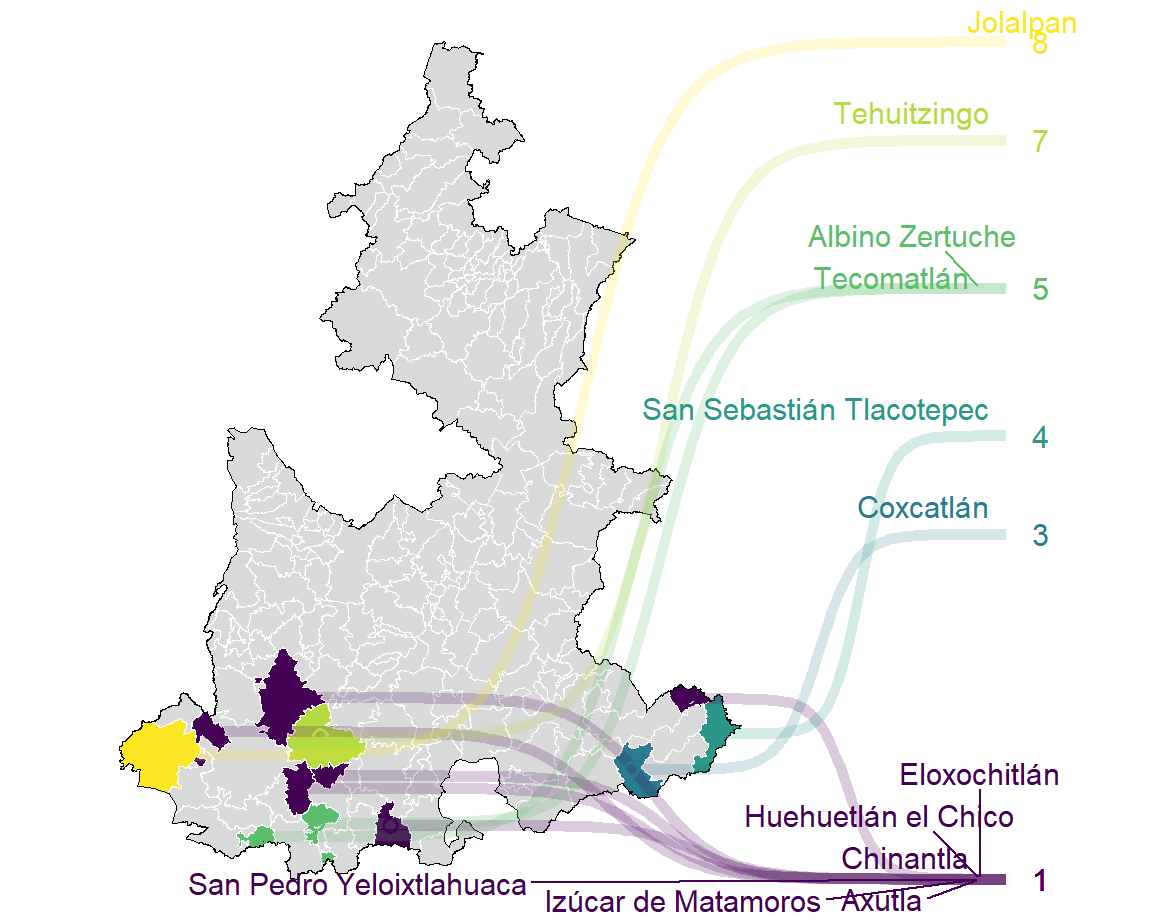 Jolalpan
8
Tehuitzingo
7
Albino Zertuche
Tecomatlán
5
San Sebastián Tlacotepec
4
Coxcatlán
3
Eloxochitlán
Huehuetlán el Chico
Chinantla
1
San Pedro Yeloixtlahuaca
Izúcar de Matamoros
Axutla